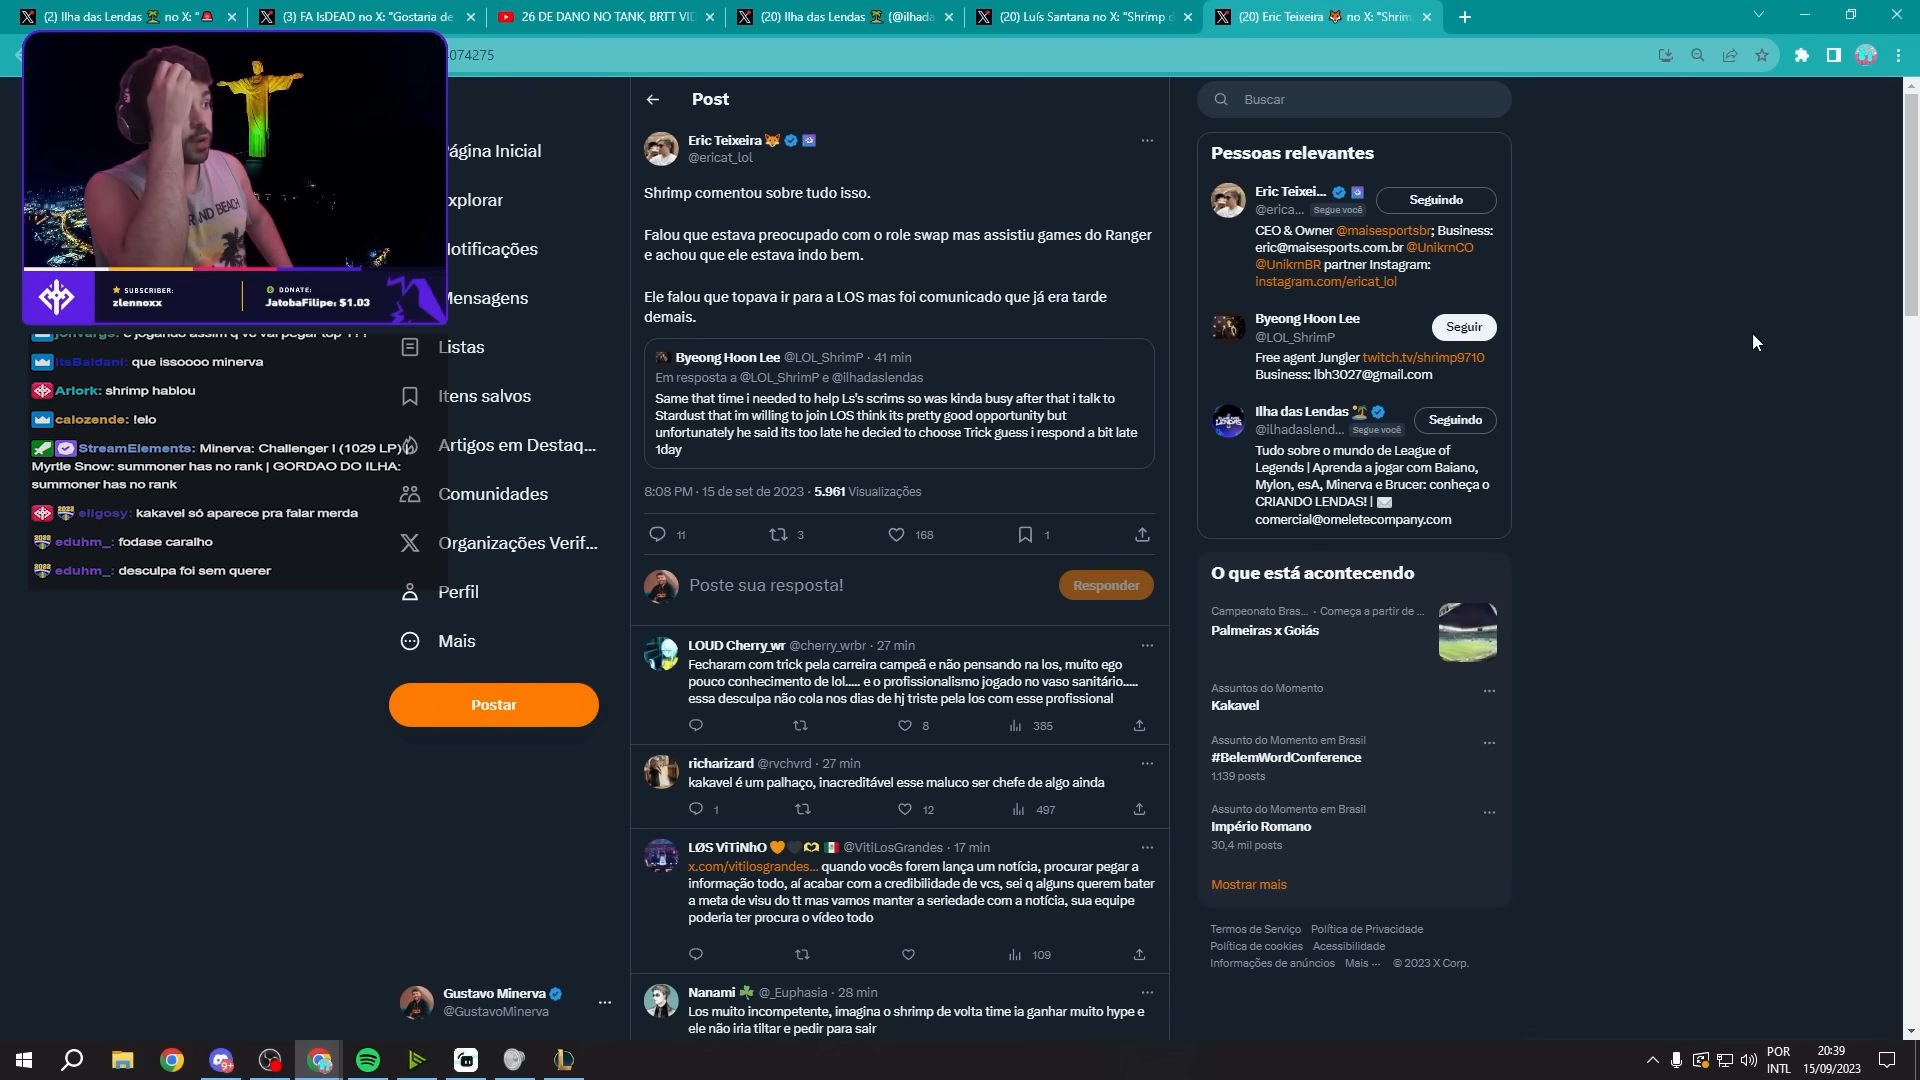 (2) Ilha das Lendas 🏝️ no X: "🚨
(3) FA IsDEAD no X: "Gostaria de
26 DE DANO NO TANK, BRTT VI
(20) Ilha das Lendas 🏝️ (@ilhada
(20) Luís Santana no X: "Shrimp d
(20) Eric Teixeira 🦊 no X: "Shrim
074275
RAND BEACH
SUBSCRIBER:
zlennoxx
DONATE:
JatobaFilipe: $1.03
ItsBaldani: que issoooo minerva
Arlork: shrimp hablou
calozende: !elo
StreamElements: Minerva: Challenger I (1029 LP)
Myrtle Snow: summoner has no rank | GORDAO DO ILHA:
summoner has no rank
eligosy: kakavel só aparece pra falar merda
eduhm_: fodase caralho
eduhm_: desculpa foi sem querer
ágina Inicial
xplorar
lotificações
Mensagens
Listas
Itens salvos
Artigos em Destaq...
Comunidades
Organizações Verif...
Perfil
Mais
Postar
Gustavo Minerva
@GustavoMinerva
Post
Eric Teixeira 🦊
@ericat_lol
Shrimp comentou sobre tudo isso.
Falou que estava preocupado com o role swap mas assistiu games do Ranger
e achou que ele estava indo bem.
Ele falou que topava ir para a LOS mas foi comunicado que já era tarde
demais.
Byeong Hoon Lee @LOL_ShrimP · 41 min
Em resposta a @LOL_ShrimP e @ilhadaslendas
Same that time i needed to help Ls's scrims so was kinda busy after that i talk to
Stardust that im willing to join LOS think its pretty good opportunity but
unfortunately he said its too late he decied to choose Trick guess i respond a bit late
1day
8:08 PM · 15 de set de 2023 · 5.961 Visualizações
11
3
168
1
Poste sua resposta!
Responder
LOUD Cherry_wr @cherry_wrbr · 27 min
Fecharam com trick pela carreira campeã e não pensando na los, muito ego
pouco conhecimento de lol..... e o profissionalismo jogado no vaso sanitário.....
essa desculpa não cola nos dias de hj triste pela los com esse profissional
8
385
richarizard @rvchvrd · 27 min
kakavel é um palhaço, inacreditável esse maluco ser chefe de algo ainda
1
12
497
LØS ViTiNhO 🧡🖤🫶 🇲🇽 @VitiLosGrandes · 17 min
x.com/vitilosgrandes... quando vocês forem lança um notícia, procurar pegar a
informação todo, aí acabar com a credibilidade de vcs, sei q alguns querem bater
a meta de visu do tt mas vamos manter a seriedade com a notícia, sua equipe
poderia ter procura o vídeo todo
109
Nanami ☘️ @_Euphasia · 28 min
Los muito incompetente, imagina o shrimp de volta time ia ganhar muito hype e
ele não iria tiltar e pedir para sair
Buscar
Pessoas relevantes
Eric Teixei...
@erica... Segue você
Seguindo
CEO & Owner @maisesportsbr; Business:
eric@maisesports.com.br @UnikrnCO
@UnikrnBR partner Instagram:
instagram.com/ericat_lol
Byeong Hoon Lee
@LOL_ShrimP
Seguir
Free agent Jungler twitch.tv/shrimp9710
Business: lbh3027@gmail.com
Ilha das Lendas 🏝️
@ilhadaslend... Segue você
Seguindo
Tudo sobre o mundo de League of
Legends | Aprenda a jogar com Baiano,
Mylon, esA, Minerva e Brucer: conheça o
CRIANDO LENDAS! | ✉️
comercial@omeletecompany.com
O que está acontecendo
Campeonato Bras... · Começa a partir de ...
Palmeiras x Goiás
Assuntos do Momento
Kakavel
Assunto do Momento em Brasil
#BelemWordConference
1.139 posts
Assunto do Momento em Brasil
Império Romano
30,4 mil posts
Mostrar mais
Termos de Serviço Política de Privacidade
Política de cookies Acessibilidade
Informações de anúncios Mais ··· © 2023 X Corp.
9+
POR
INTL
20:39
15/09/2023